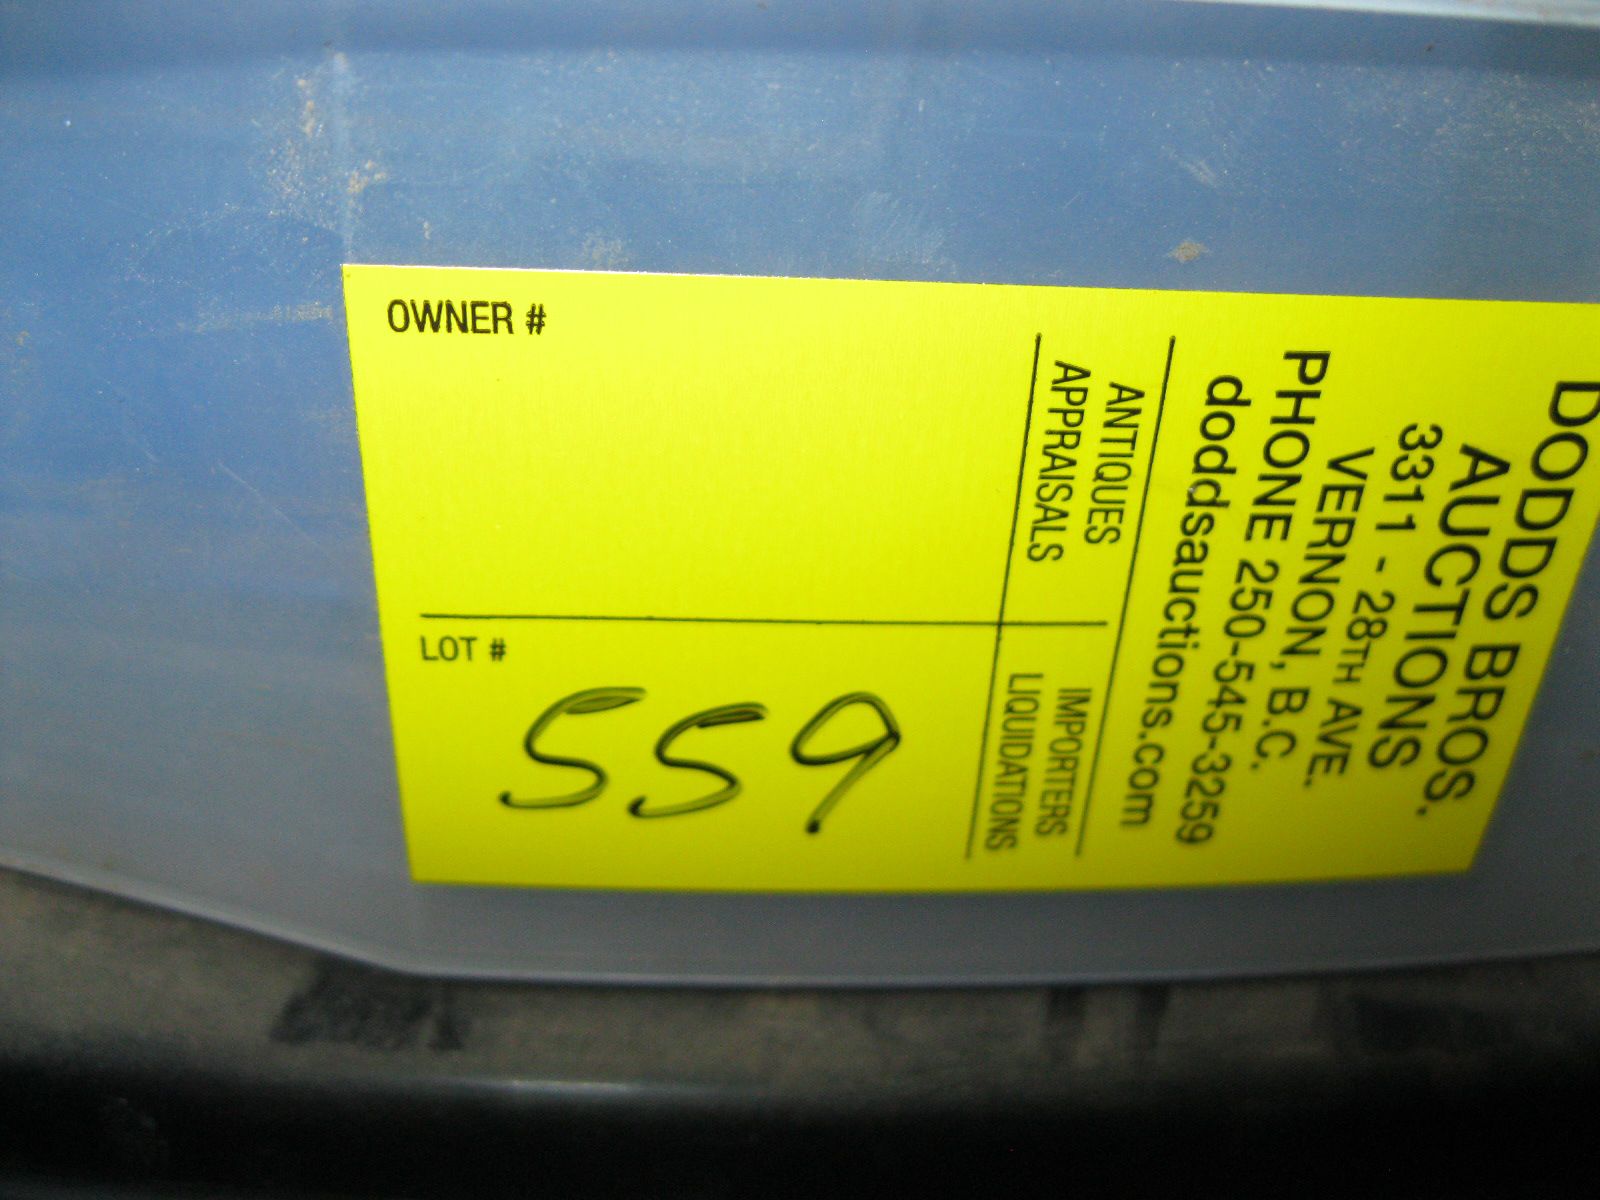 OWNER #
LOT #
559
DODDS BROS.
AUCTIONS
3311 - 28TH AVE.
VERNON, B.C.
PHONE 250-545-3259
doddsauctions.com
ANTIQUES
APPRAISALS
IMPORTERS
LIQUIDATIONS